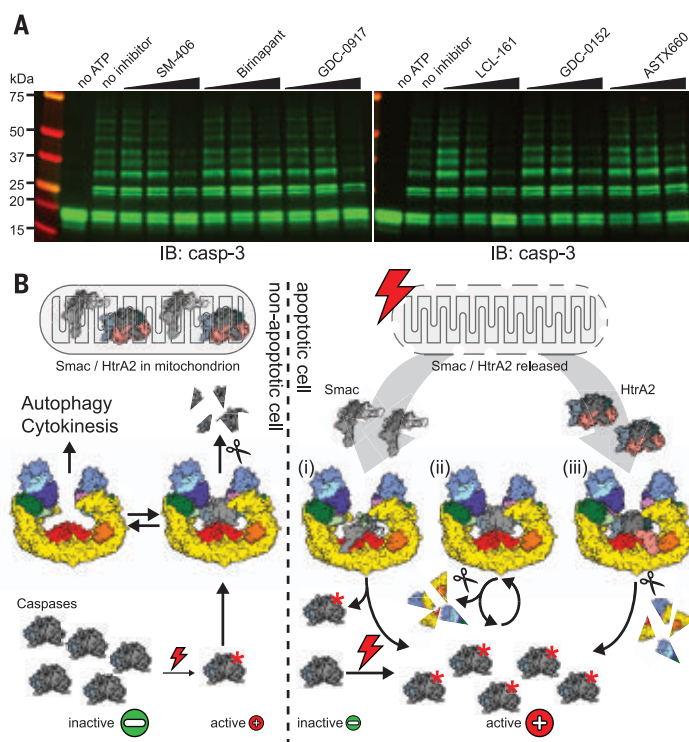 A
no ATP
no inhibitor
SM-406
Birinapant
GDC-0917
no ATP
no inhibitor
LCL-161
GDC-0152
ASTX660
kDa
75
50
37
25
20
15
IB: casp-3
IB: casp-3
B
non-apoptotic cell
apoptotic cell
Smac / HtrA2 in mitochondrion
Smac / HtrA2 released
Autophagy
Cytokinesis
Smac
HtrA2
(i)
(ii)
(iii)
*
*
Caspases
*
* * * * *
inactive −
active +
inactive −
active +